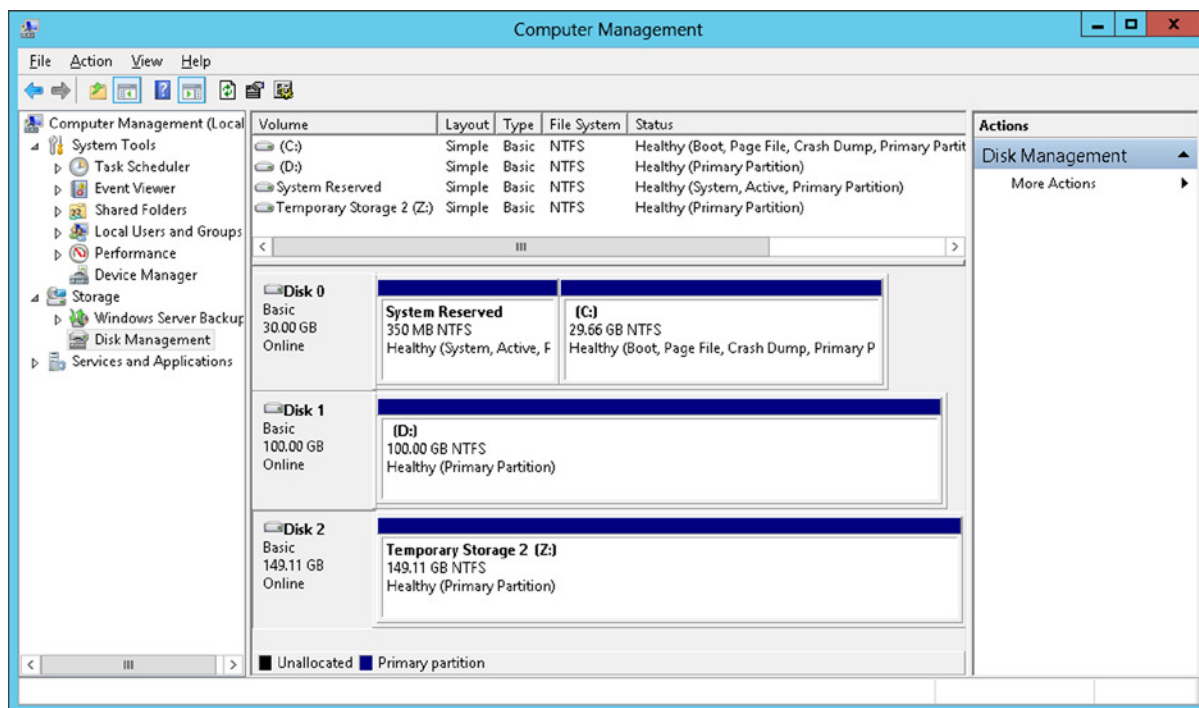 Computer Management
File Action View Help
Computer Management (Local
System Tools
Task Scheduler
Event Viewer
Shared Folders
Local Users and Groups
Performance
Device Manager
Storage
Windows Server Backup
Disk Management
Services and Applications
Volume Layout Type File System Status
(C:) Simple Basic NTFS Healthy (Boot, Page File, Crash Dump, Primary Partit
(D:) Simple Basic NTFS Healthy (Primary Partition)
System Reserved Simple Basic NTFS Healthy (System, Active, Primary Partition)
Temporary Storage 2 (Z:) Simple Basic NTFS Healthy (Primary Partition)
Disk 0
Basic
30.00 GB
Online
System Reserved
350 MB NTFS
Healthy (System, Active, P
(C:)
29.66 GB NTFS
Healthy (Boot, Page File, Crash Dump, Primary P
Disk 1
Basic
100.00 GB
Online
(D:)
100.00 GB NTFS
Healthy (Primary Partition)
Disk 2
Basic
149.11 GB
Online
Temporary Storage 2 (Z:)
149.11 GB NTFS
Healthy (Primary Partition)
Unallocated Primary partition
Actions
Disk Management
More Actions